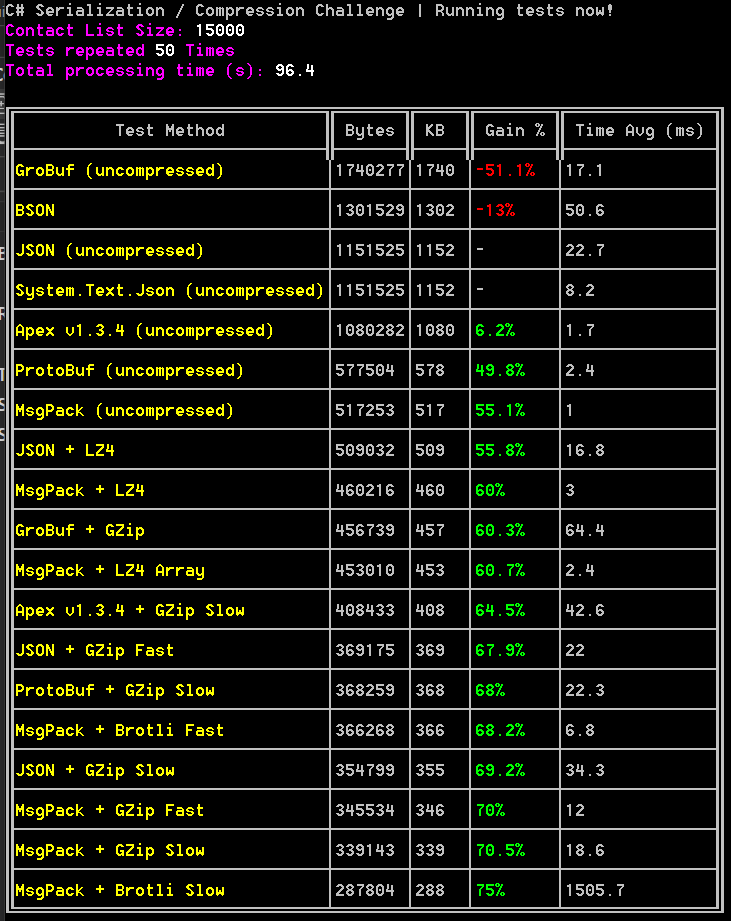 C# Serialization / Compression Challenge | Running tests now!
Contact List Size: 15000
Tests repeated 50 Times
Total processing time (s): 96.4
Test Method Bytes KB Gain % Time Avg (ms)
GroBuf (uncompressed) 1740277 1740 -51.1% 17.1
BSON 1301529 1302 -13% 50.6
JSON (uncompressed) 1151525 1152 - 22.7
System.Text.Json (uncompressed) 1151525 1152 - 8.2
Apex v1.3.4 (uncompressed) 1080282 1080 6.2% 1.7
ProtoBuf (uncompressed) 577504 578 49.8% 2.4
MsgPack (uncompressed) 517253 517 55.1% 1
JSON + LZ4 509032 509 55.8% 16.8
MsgPack + LZ4 460216 460 60% 3
GroBuf + GZip 456739 457 60.3% 64.4
MsgPack + LZ4 Array 453010 453 60.7% 2.4
Apex v1.3.4 + GZip Slow 408433 408 64.5% 42.6
JSON + GZip Fast 369175 369 67.9% 22
ProtoBuf + GZip Slow 368259 368 68% 22.3
MsgPack + Brotli Fast 366268 366 68.2% 6.8
JSON + GZip Slow 354799 355 69.2% 34.3
MsgPack + GZip Fast 345534 346 70% 12
MsgPack + GZip Slow 339143 339 70.5% 18.6
MsgPack + Brotli Slow 287804 288 75% 1505.7